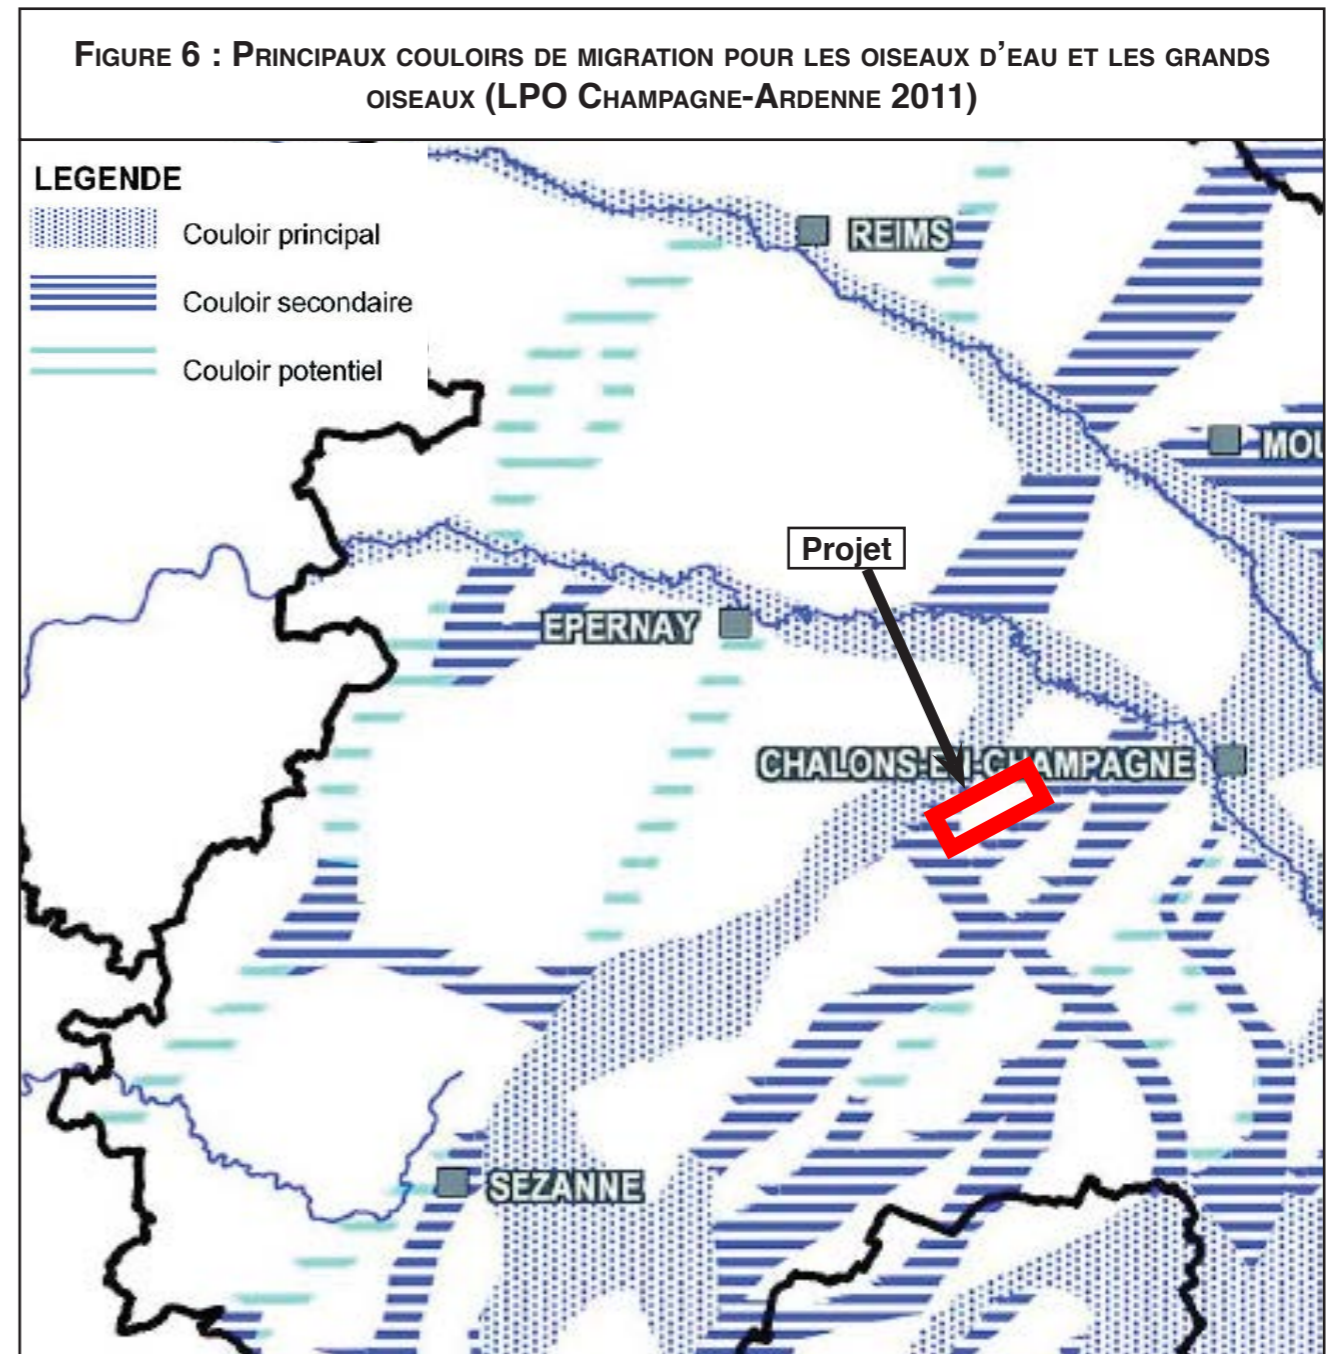 FIGURE 6 : PRINCIPAUX COULOIRS DE MIGRATION POUR LES OISEAUX D'EAU ET LES GRANDS
OISEAUX (LPO CHAMPAGNE-ARDENNE 2011)
LEGENDE
Couloir principal
Couloir secondaire
Couloir potentiel
REIMS
MOU
Projet
EPERNAY
CHALONS-EN-CHAMPAGNE
SEZANNE